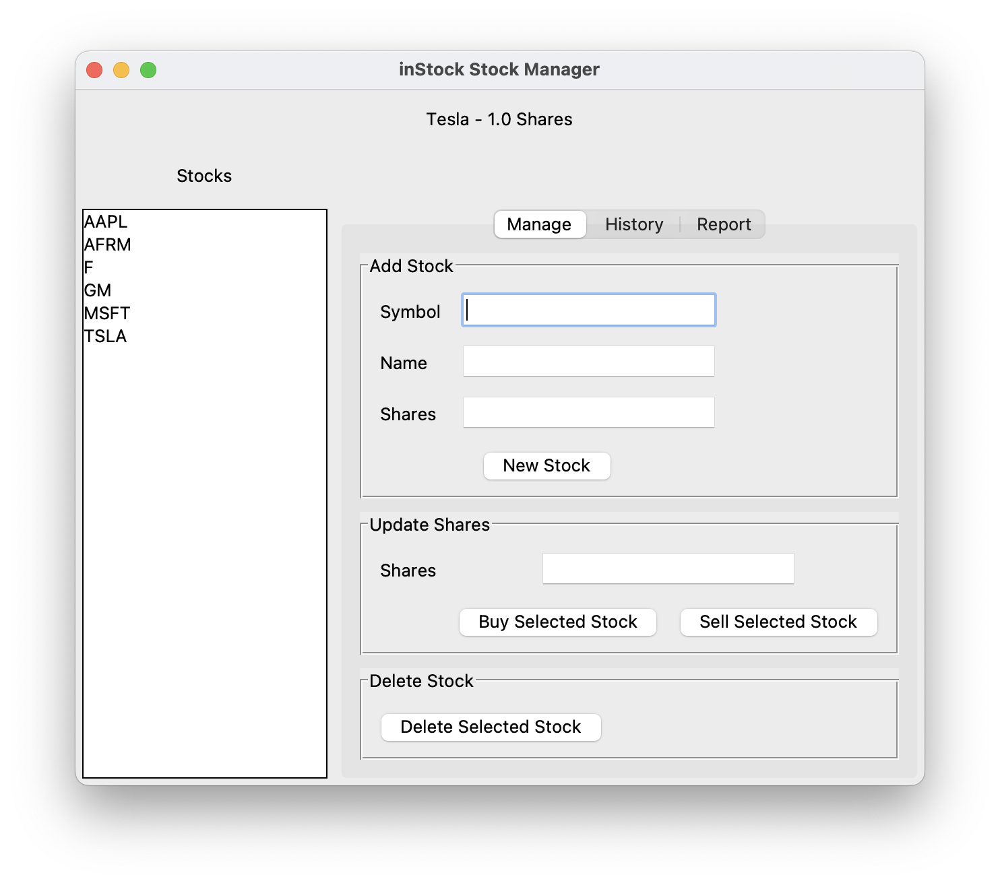 inStock Stock Manager
Tesla - 1.0 Shares
Stocks
AAPL
AFRM
F
GM
MSFT
TSLA
Manage History Report
Add Stock
Symbol
Name
Shares
New Stock
Update Shares
Shares
Buy Selected Stock Sell Selected Stock
Delete Stock
Delete Selected Stock